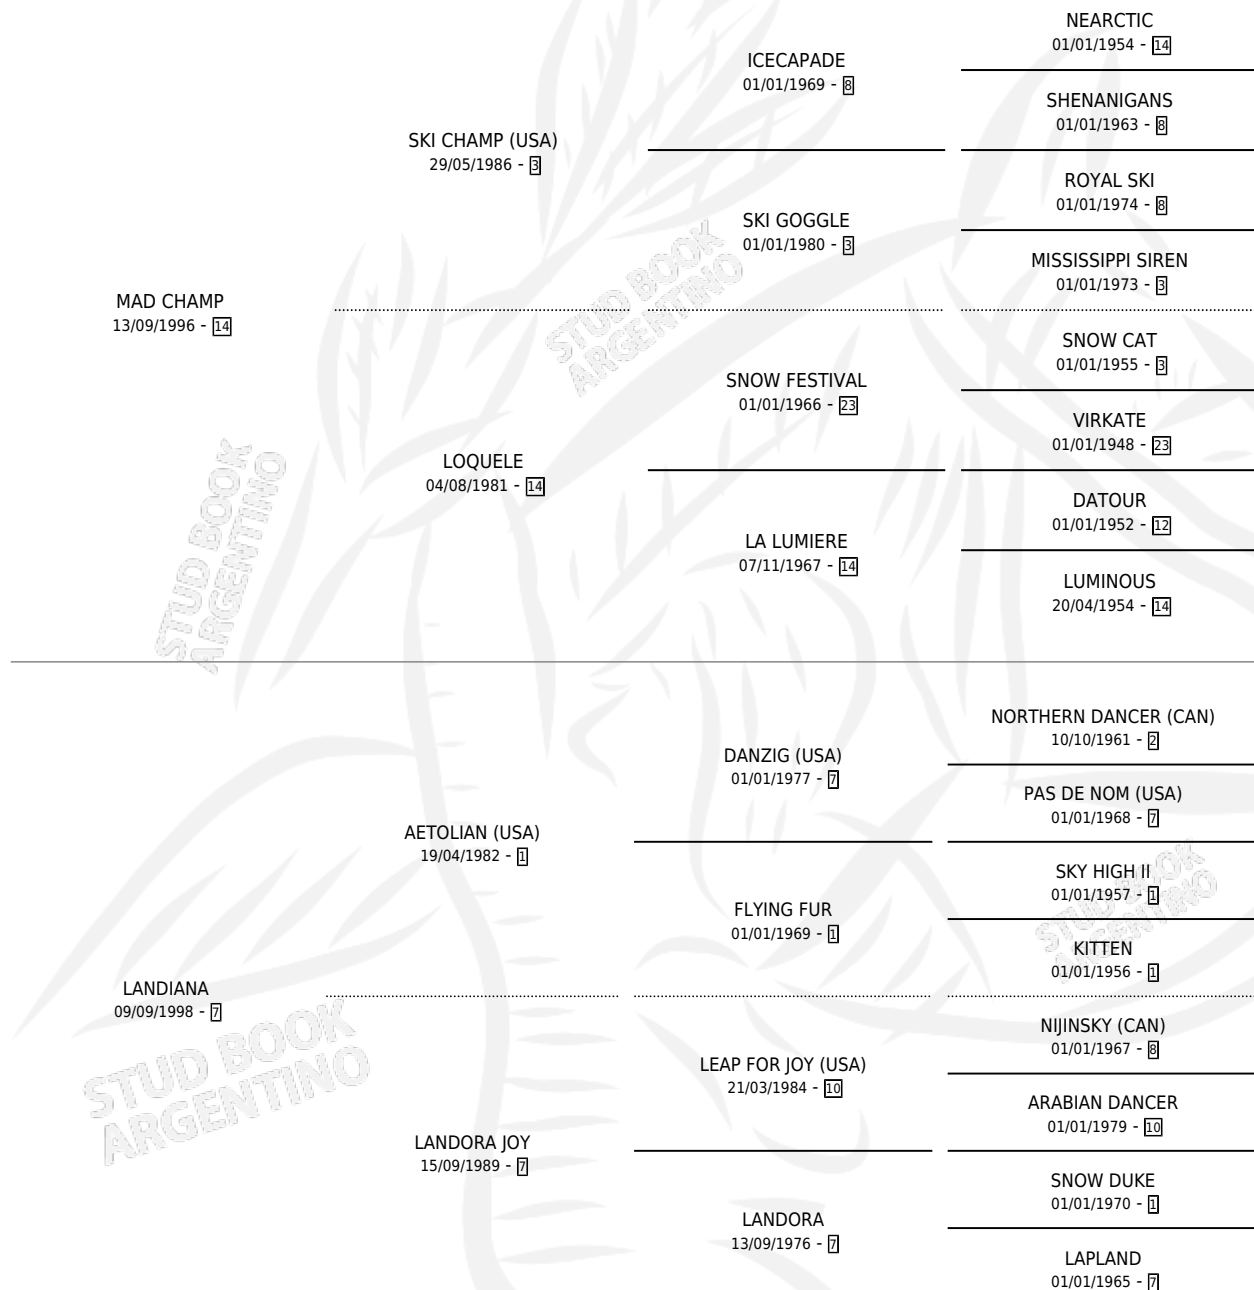 NEARCTIC
01/01/1954 - 14
ICECAPADE
01/01/1969 - 8
SHENANIGANS
01/01/1963 - 8
SKI CHAMP (USA)
29/05/1986 - 3
ROYAL SKI
01/01/1974 - 8
SKI GOGGLE
01/01/1980 - 3
MISSISSIPPI SIREN
01/01/1973 - 3
MAD CHAMP
13/09/1996 - 14
SNOW CAT
01/01/1955 - 3
SNOW FESTIVAL
01/01/1966 - 23
VIRKATE
01/01/1948 - 23
LOQUELE
04/08/1981 - 14
DATOUR
01/01/1952 - 12
LA LUMIERE
07/11/1967 - 14
LUMINOUS
20/04/1954 - 14
NORTHERN DANCER (CAN)
10/10/1961 - 2
DANZIG (USA)
01/01/1977 - 7
PAS DE NOM (USA)
01/01/1968 - 7
AETOLIAN (USA)
19/04/1982 - 1
SKY HIGH II
01/01/1957 - 1
FLYING FUR
01/01/1969 - 1
KITTEN
01/01/1956 - 1
LANDIANA
09/09/1998 - 7
NIJINSKY (CAN)
01/01/1967 - 8
LEAP FOR JOY (USA)
21/03/1984 - 10
ARABIAN DANCER
01/01/1979 - 10
LANDORA JOY
15/09/1989 - 7
SNOW DUKE
01/01/1970 - 1
LANDORA
13/09/1976 - 7
LAPLAND
01/01/1965 - 7
STUD BOOK
ARGENTINO
STUD BOOK
ARGENTINO
STUD BOOK
ARGENTINO
STUD BOOK
ARGENTINO